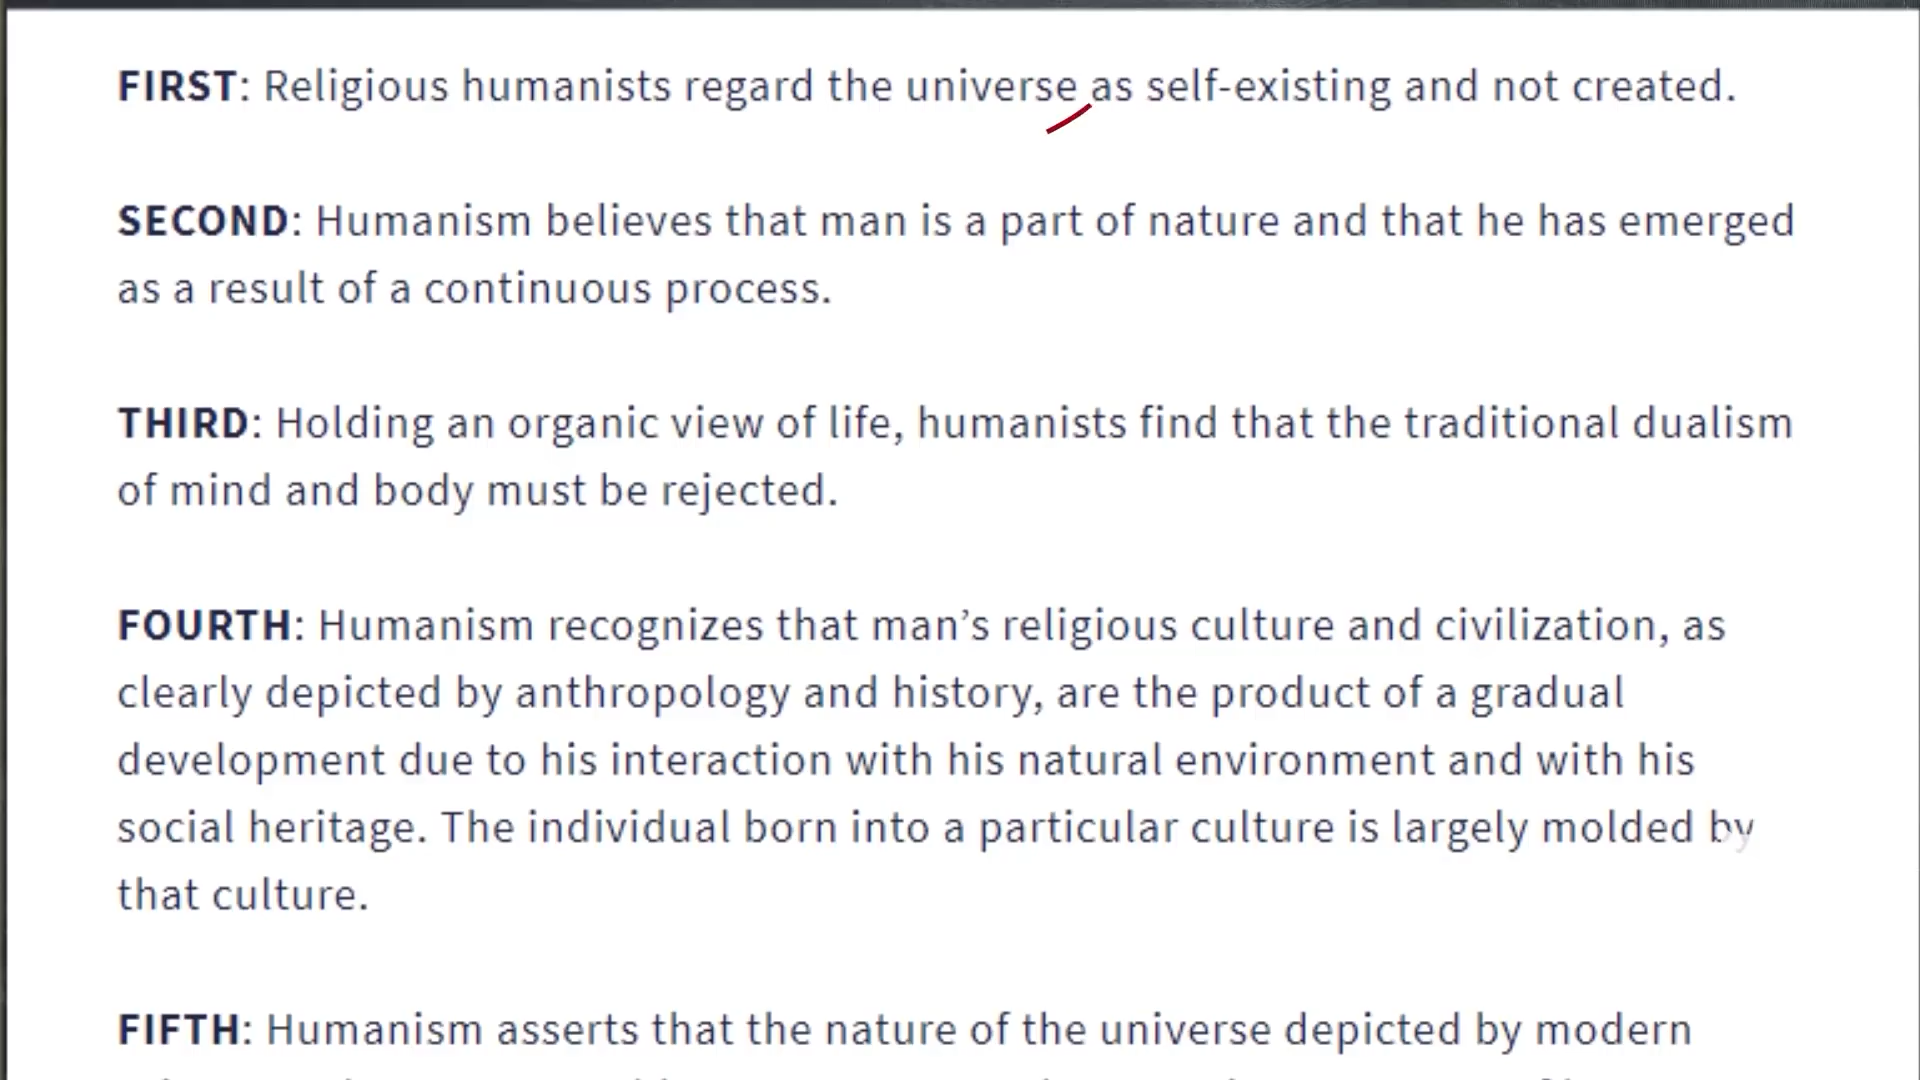 FIRST: Religious humanists regard the universe as self-existing and not created.
SECOND: Humanism believes that man is a part of nature and that he has emerged
as a result of a continuous process.
THIRD: Holding an organic view of life, humanists find that the traditional dualism
of mind and body must be rejected.
FOURTH: Humanism recognizes that man’s religious culture and civilization, as
clearly depicted by anthropology and history, are the product of a gradual
development due to his interaction with his natural environment and with his
social heritage. The individual born into a particular culture is largely molded by
that culture.
FIFTH: Humanism asserts that the nature of the universe depicted by modern